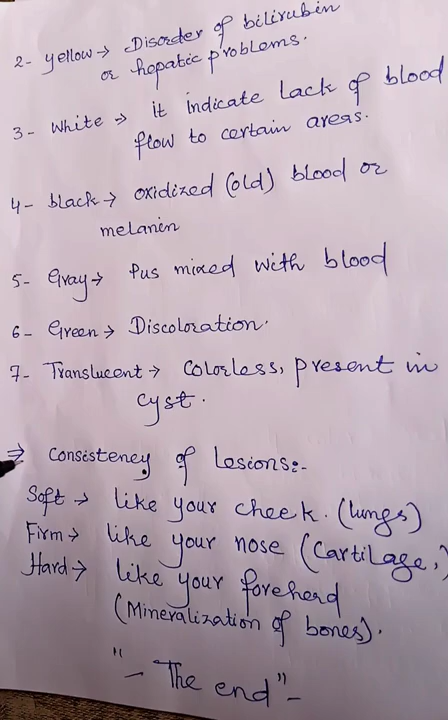 2- yellow → Disorder of bilirubin
or hepatic problems.
3- White → it indicate lack of blood
flow to certain areas.
4- black → oxidized (old) blood or
melanin
5- Gray → Pus mixed with blood
6- Green → Discoloration.
7- Translucent → Colorless, present in
cyst.
⇒ Consistency of Lesions:-
Soft → like your cheek. (lungs)
Firm → like your nose (Cartilage,)
Hard → like your forehead
(Mineralization of bones).
"- The end"-